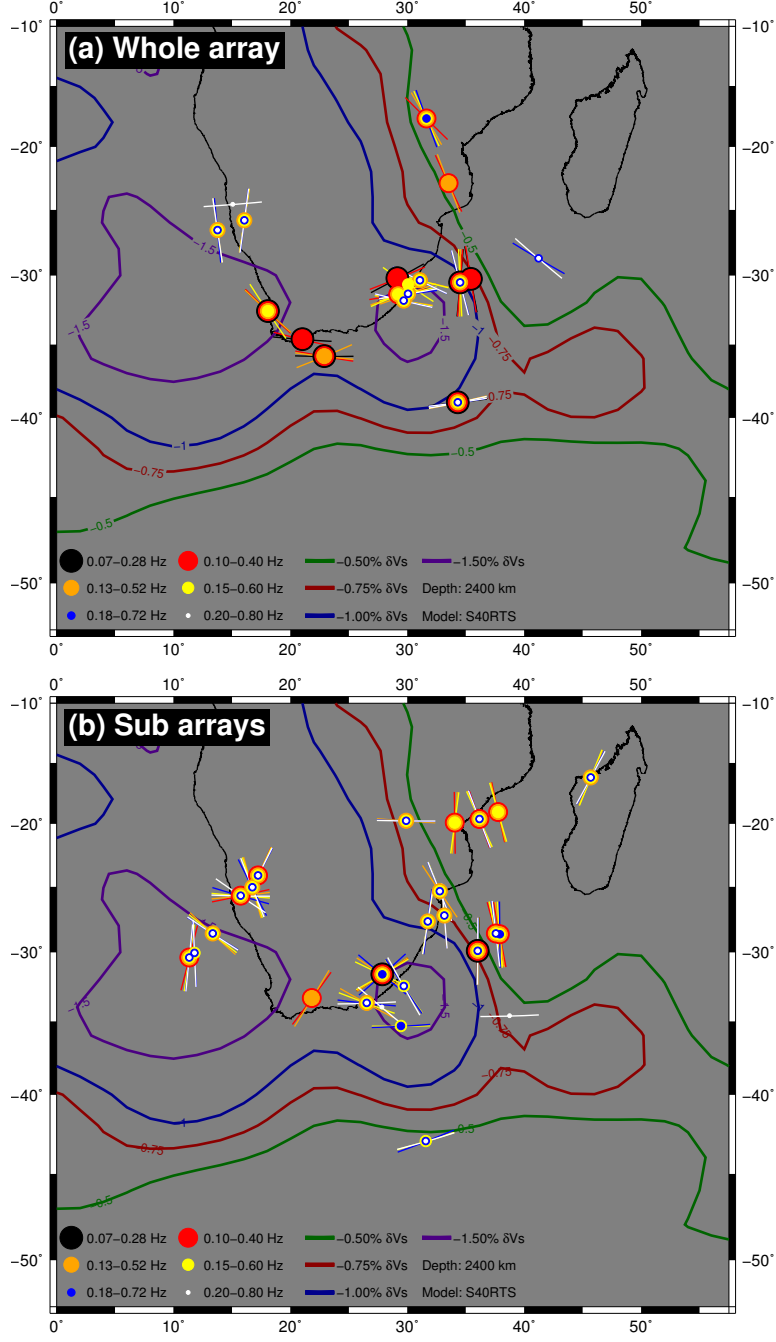 0˚ 10˚ 20˚ 30˚ 40˚ 50˚
(a) Whole array
−10˚ −10˚
−20˚ −20˚
−1.5
−0.5
−30˚ −30˚
−1.5 −1.5 −1
−0.75
−40˚ 0.75 −40˚
−1
−0.75 −0.5
−0.5
0.07−0.28 Hz 0.10−0.40 Hz −0.50% δVs −1.50% δVs
−50˚ 0.13−0.52 Hz 0.15−0.60 Hz −0.75% δVs Depth: 2400 km −50˚
0.18−0.72 Hz 0.20−0.80 Hz −1.00% δVs Model: S40RTS
0˚ 10˚ 20˚ 30˚ 40˚ 50˚
0˚ 10˚ 20˚ 30˚ 40˚ 50˚
(b) Sub arrays
−10˚ −10˚
−20˚ −20˚
−30˚ −30˚
−0.75
−40˚ −40˚
−1
0.75 0.5
−0.5
0.07−0.28 Hz 0.10−0.40 Hz −0.50% δVs −1.50% δVs
−50˚ 0.13−0.52 Hz 0.15−0.60 Hz −0.75% δVs Depth: 2400 km −50˚
0.18−0.72 Hz 0.20−0.80 Hz −1.00% δVs Model: S40RTS
0˚ 10˚ 20˚ 30˚ 40˚ 50˚